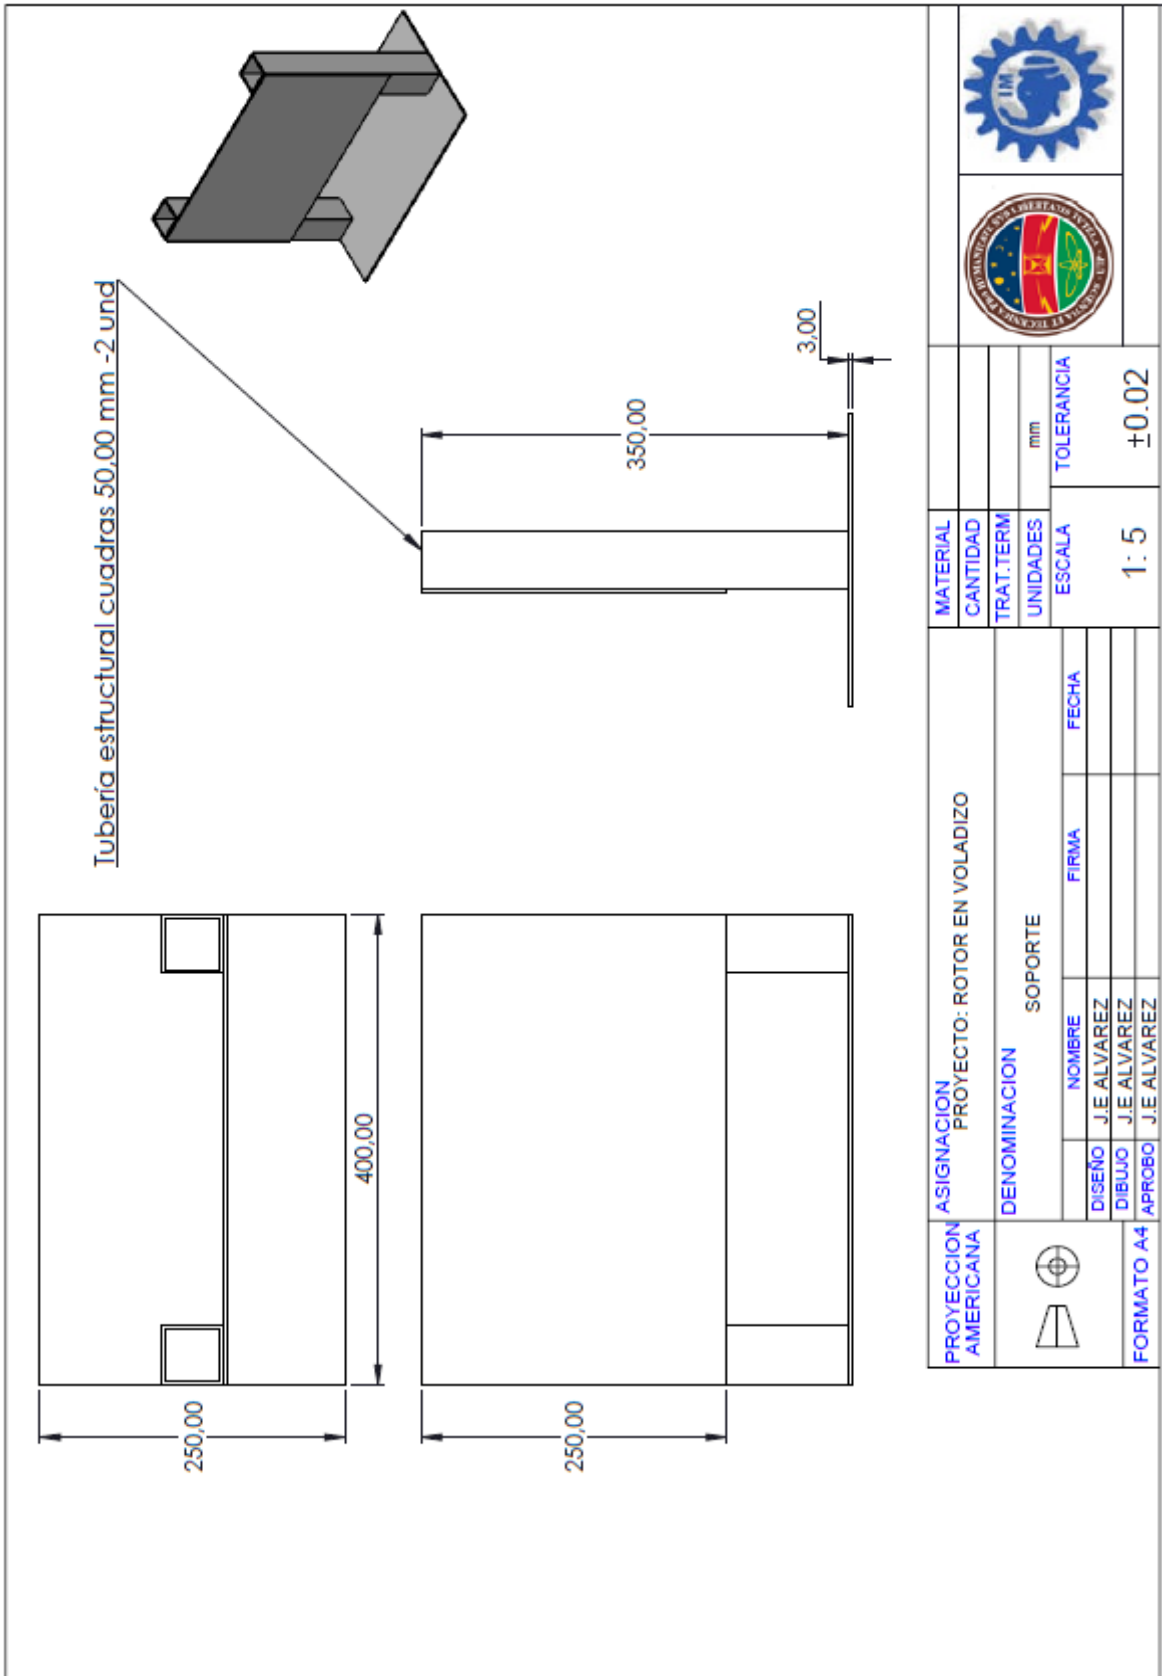 Tubería estructural cuadras 50,00 mm -2 und
250,00
400,00
250,00
350,00
3,00
PROYECCION
AMERICANA
FORMATO A4
ASIGNACION
PROYECTO: ROTOR EN VOLADIZO
DENOMINACION
SOPORTE
NOMBRE FIRMA FECHA
DISEÑO J.E ALVAREZ
DIBUJO J.E ALVAREZ
APROBO J.E ALVAREZ
MATERIAL
CANTIDAD
TRAT.TERM
UNIDADES mm
ESCALA TOLERANCIA
1: 5 ±0.02
IM